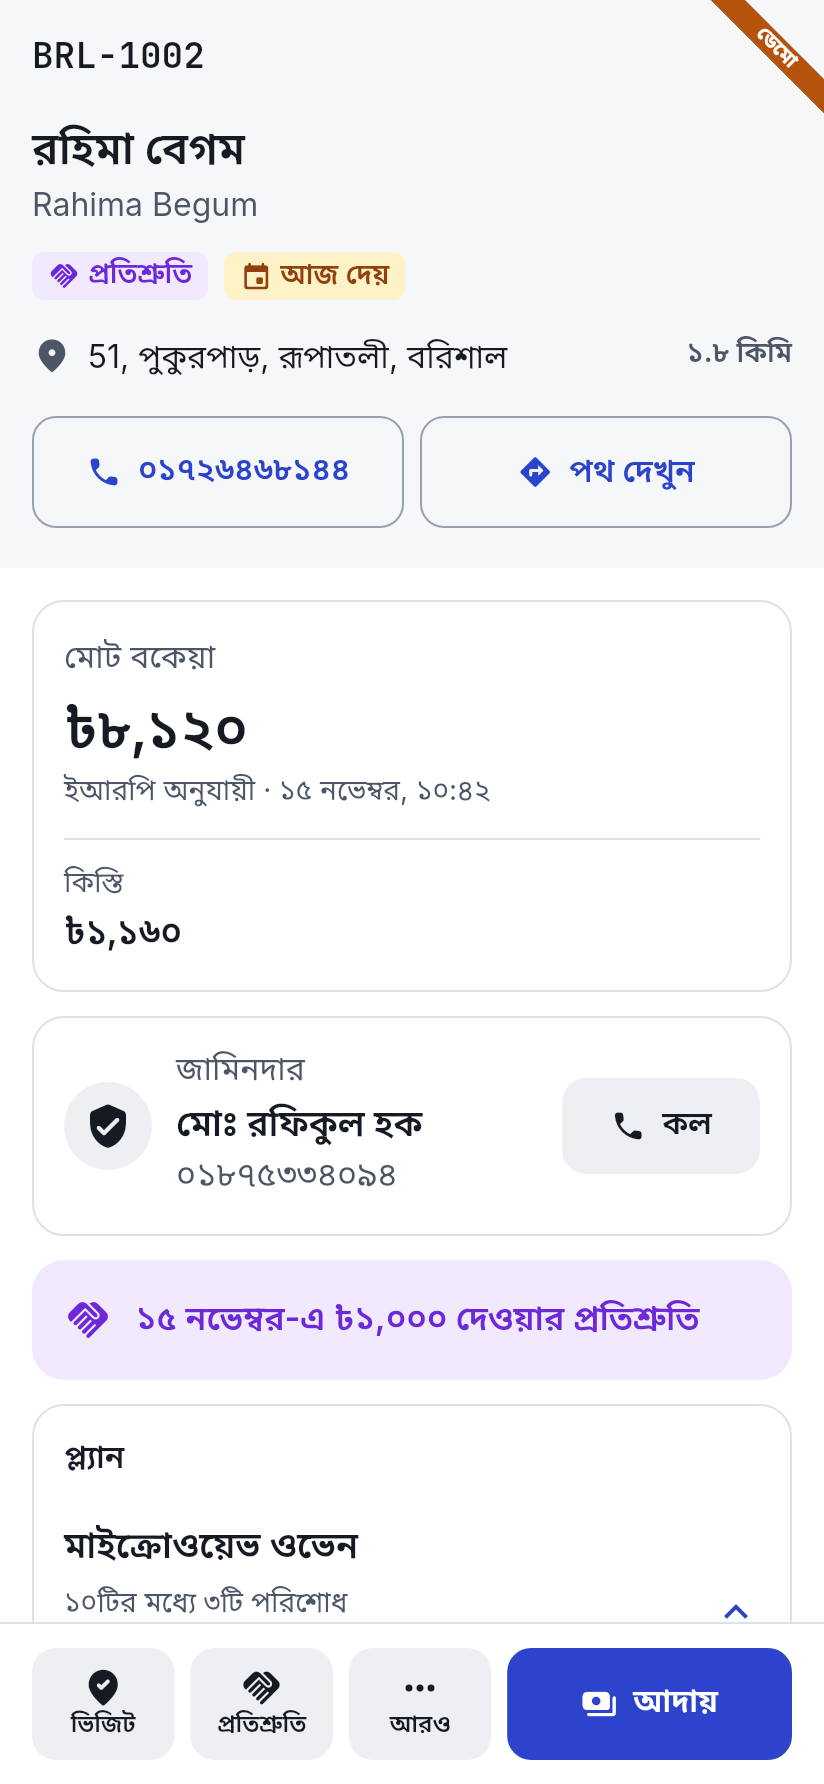 BRL-1002
ডেমো
রহিমা বেগম
Rahima Begum
প্রতিশ্রুতি
আজ দেয়
51, পুকুরপাড়, রূপাতলী, বরিশাল
১.৮ কিমি
০১৭২৬৪৬৮১৪৪
পথ দেখুন
মোট বকেয়া
৳৮,১২০
ইআরপি অনুযায়ী · ১৫ নভেম্বর, ১০:৪২
কিস্তি
৳১,১৬০
জামিনদার
মোঃ রফিকুল হক
০১৮৭৫৩৩৪০৯৪
কল
১৫ নভেম্বর-এ ৳১,০০০ দেওয়ার প্রতিশ্রুতি
প্ল্যান
মাইক্রোওয়েভ ওভেন
১০টির মধ্যে ৩টি পরিশোধ
ভিজিট
প্রতিশ্রুতি
আরও
আদায়